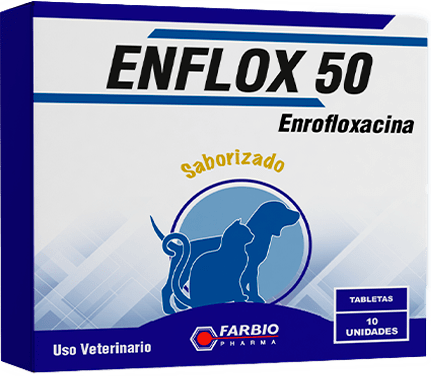 ENFLOX 50
Enrofloxacina
Saborizado
TABLETAS
10
UNIDADES
FARBIO
PHARMA
Uso Veterinario